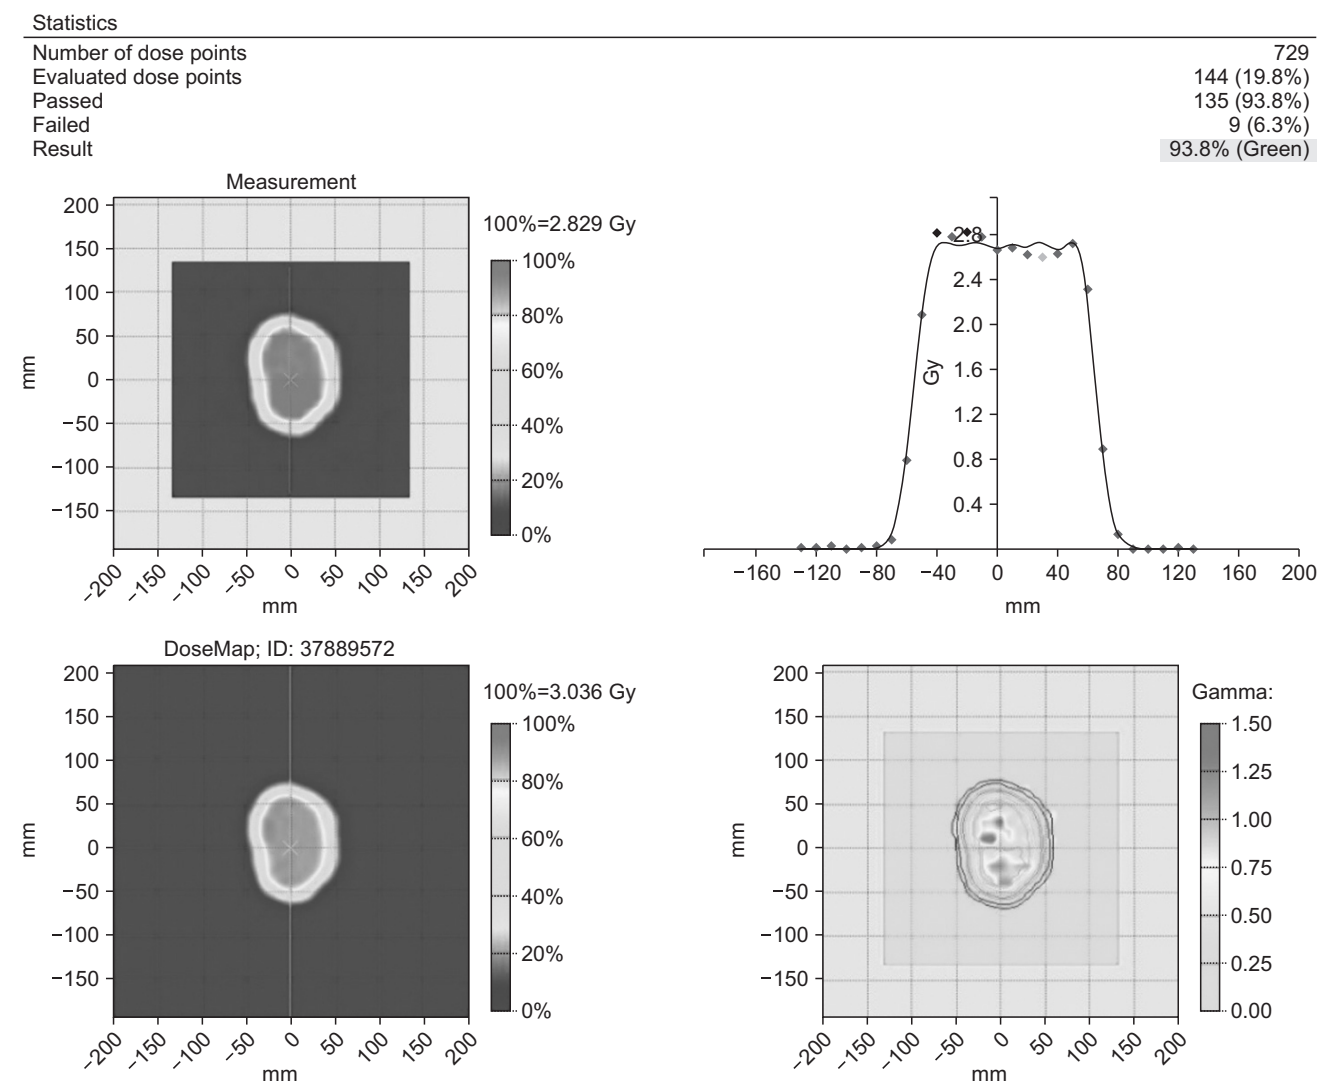 Statistics
Number of dose points 729
Evaluated dose points 144 (19.8%)
Passed 135 (93.8%)
Failed 9 (6.3%)
Result 93.8% (Green)
Measurement
100%=2.829 Gy
200
150
100
50
0
−50
−100
−150
mm
−200 −150 −100 −50 0 50 100 150 200
mm
100%
80%
60%
40%
20%
0%
2.8
2.4
2.0
1.6
1.2
0.8
0.4
Gy
−160 −120 −80 −40 0 40 80 120 160 200
mm
DoseMap; ID: 37889572
100%=3.036 Gy
200
150
100
50
0
−50
−100
−150
mm
−200 −150 −100 −50 0 50 100 150 200
mm
100%
80%
60%
40%
20%
0%
200
150
100
50
0
−50
−100
−150
mm
−200 −150 −100 −50 0 50 100 150 200
mm
Gamma:
1.50
1.25
1.00
0.75
0.50
0.25
0.00